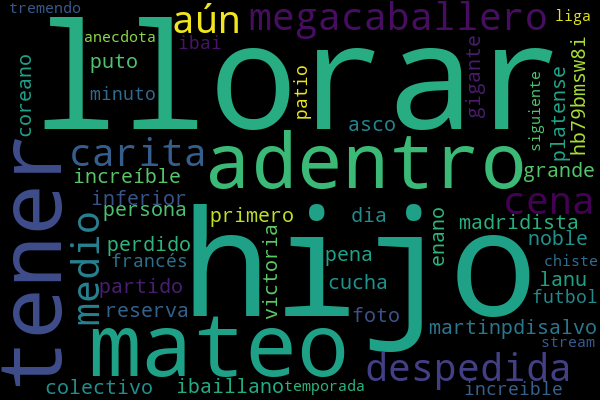 tremendo
liga
aún
megacaballero
anecdota
ibai
llorar
puto
patio
gigante
hb79bmsw8i
coreano
minuto
asco
siguiente
platense
carita
adentro
increíble
grande
tener
inferior
hijo
cena
persona
primero
dia
madridista
medio
perdido
victoria
enano
noble
francés
pena
chiste
partido
cucha
lanu
futbol
reserva
foto
martinpdisalvo
mateo
stream
despedida
colectivo
ibaillano
temporada
increible